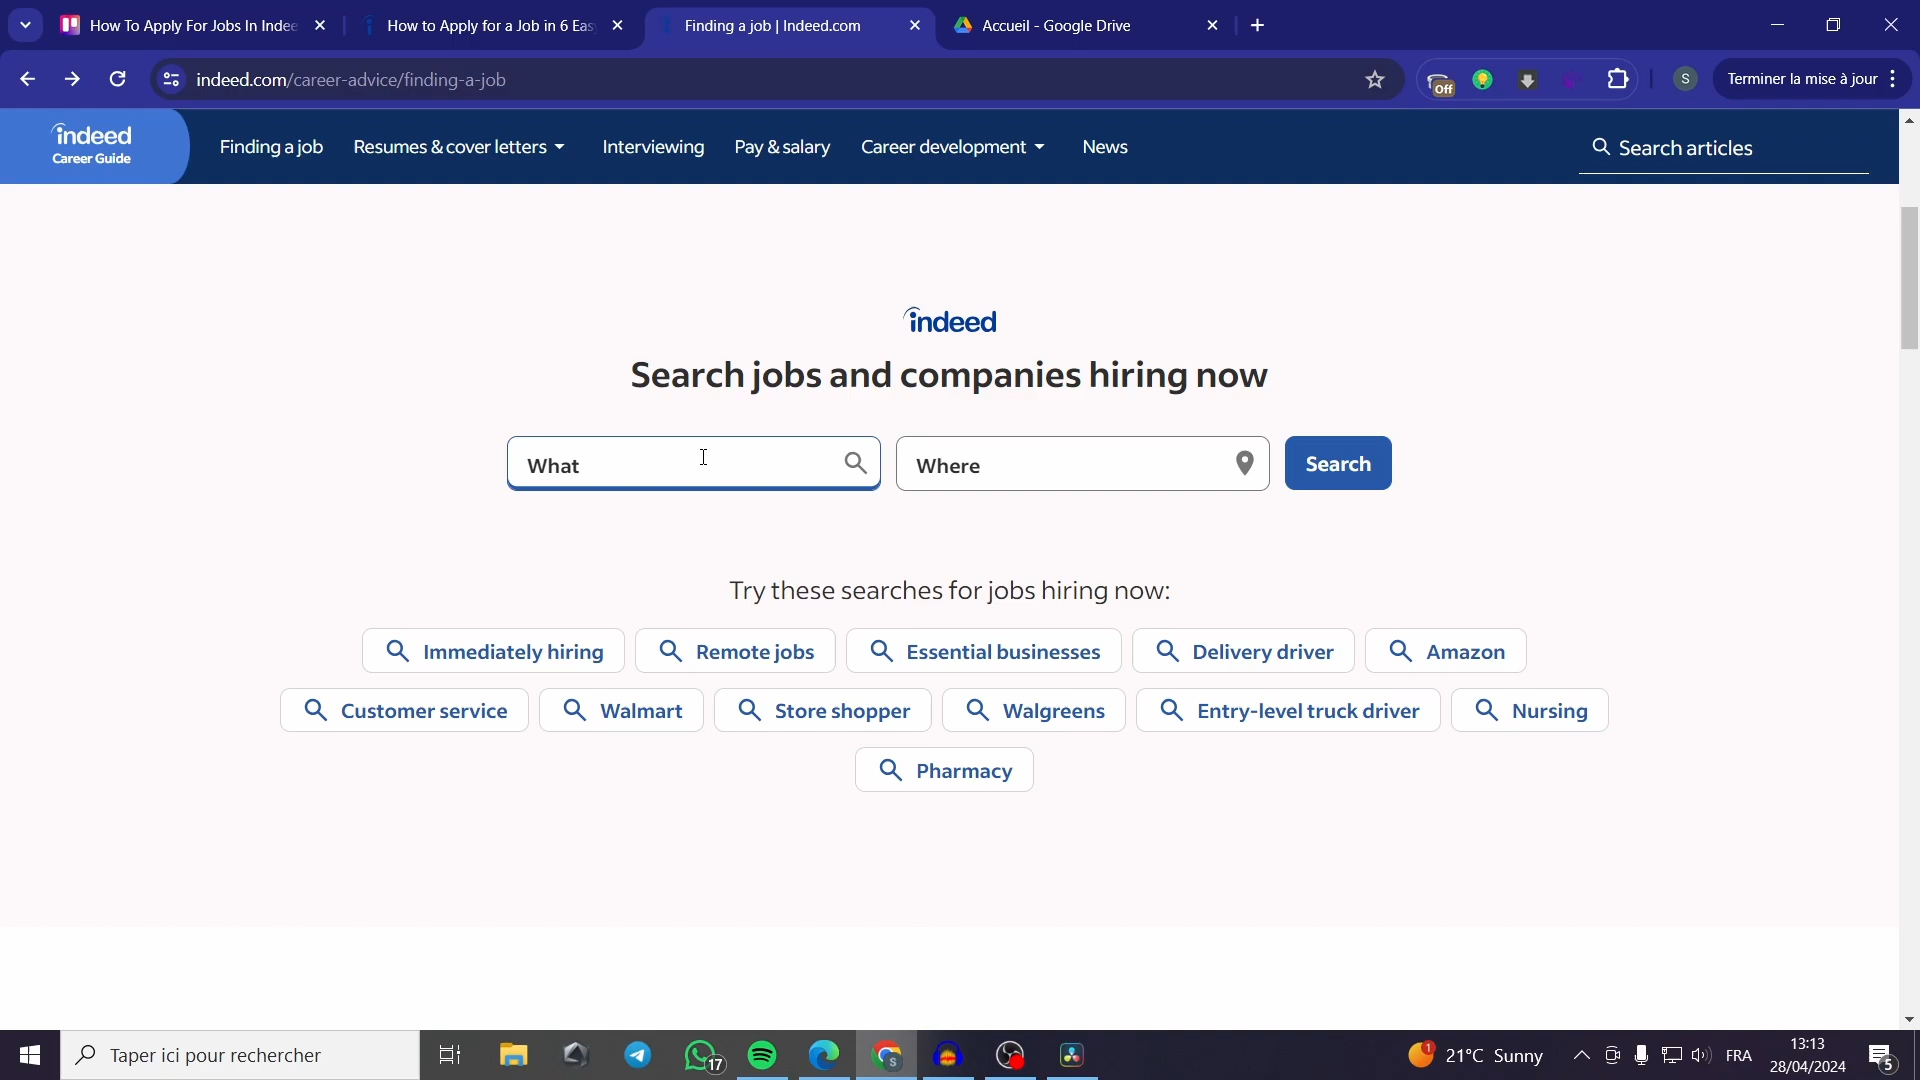 How To Apply For Jobs In Indee
How to Apply for a Job in 6 Eas
Finding a job | Indeed.com
Accueil - Google Drive
indeed.com/career-advice/finding-a-job
Off
S
Terminer la mise à jour
indeed
Career Guide
Finding a job
Resumes & cover letters
Interviewing
Pay & salary
Career development
News
Search articles
indeed
Search jobs and companies hiring now
What
Where
Search
Try these searches for jobs hiring now:
Immediately hiring
Remote jobs
Essential businesses
Delivery driver
Amazon
Customer service
Walmart
Store shopper
Walgreens
Entry-level truck driver
Nursing
Pharmacy
Taper ici pour rechercher
17
S
1
21°C Sunny
FRA
13:13
28/04/2024
5